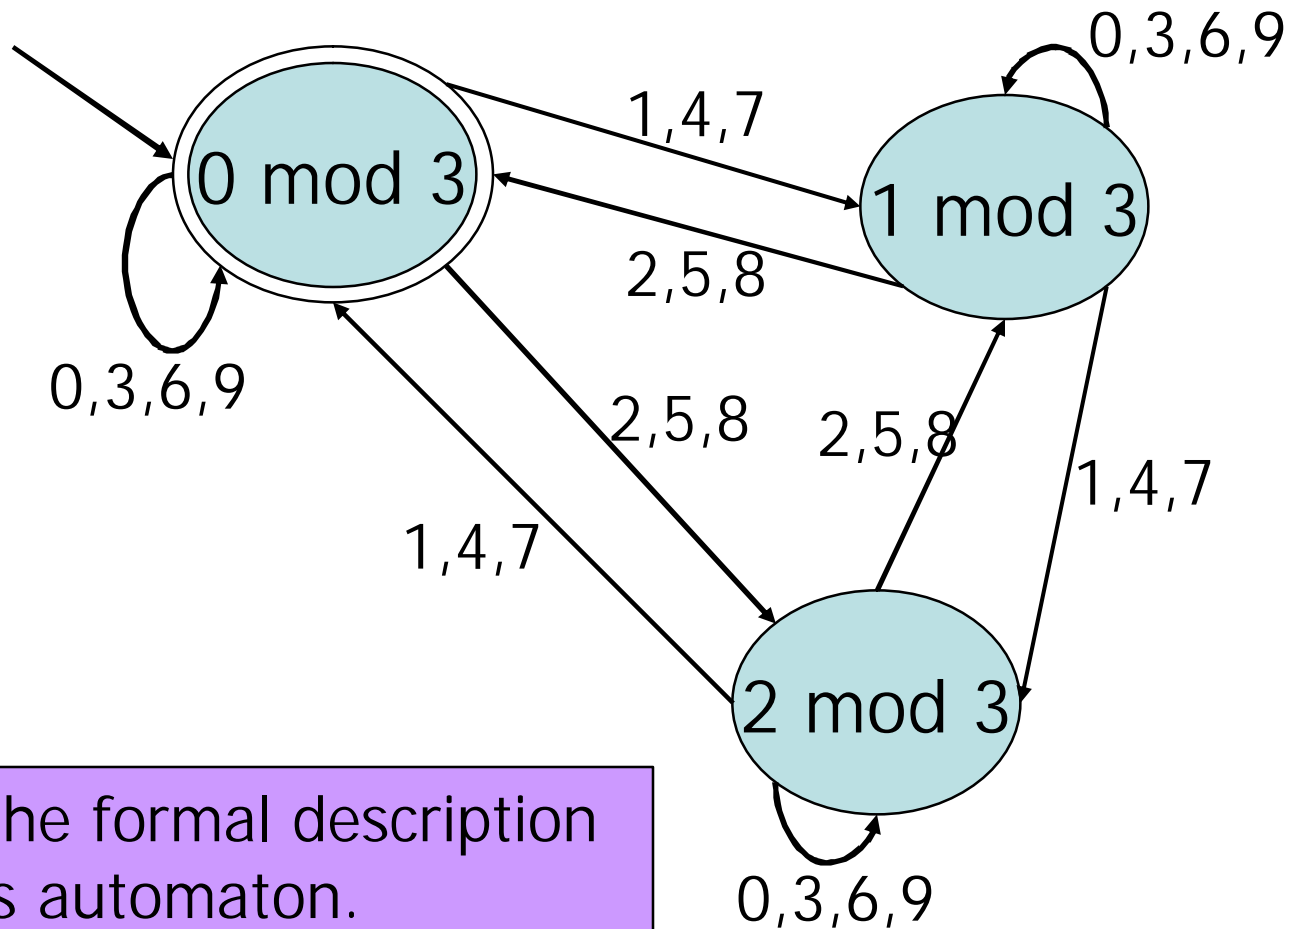 0,3,6,9
1,4,7
0 mod 3
1 mod 3
2,5,8
0,3,6,9
2,5,8
2,5,8
1,4,7
1,4,7
2 mod 3
formal description
automaton.
0,3,6,9